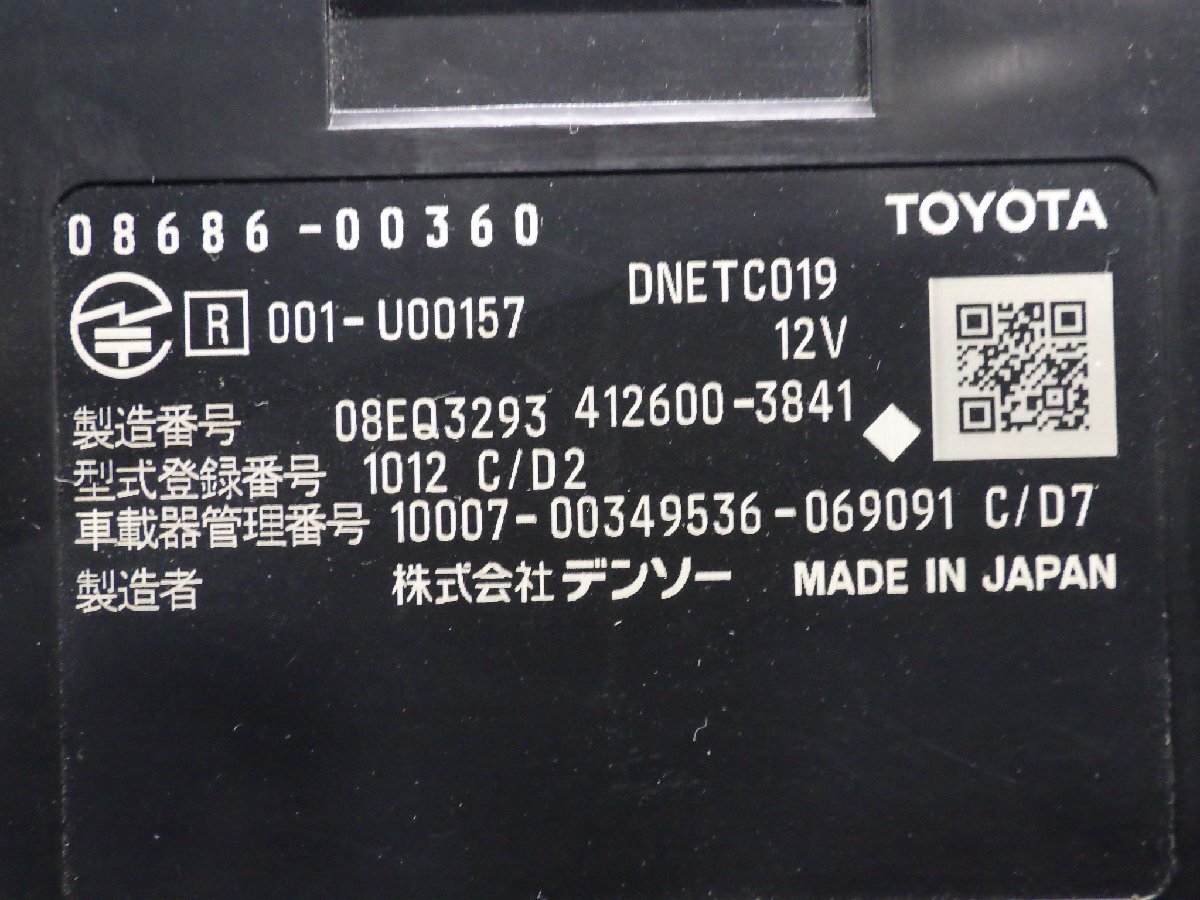 08686-00360 TOYOTA
R 001-U00157 DNETC019
12V
製造番号 08EQ3293 412600-3841
型式登録番号 1012 C/D2
車載器管理番号 10007-00349536-069091 C/D7
製造者 株式会社デンソー MADE IN JAPAN